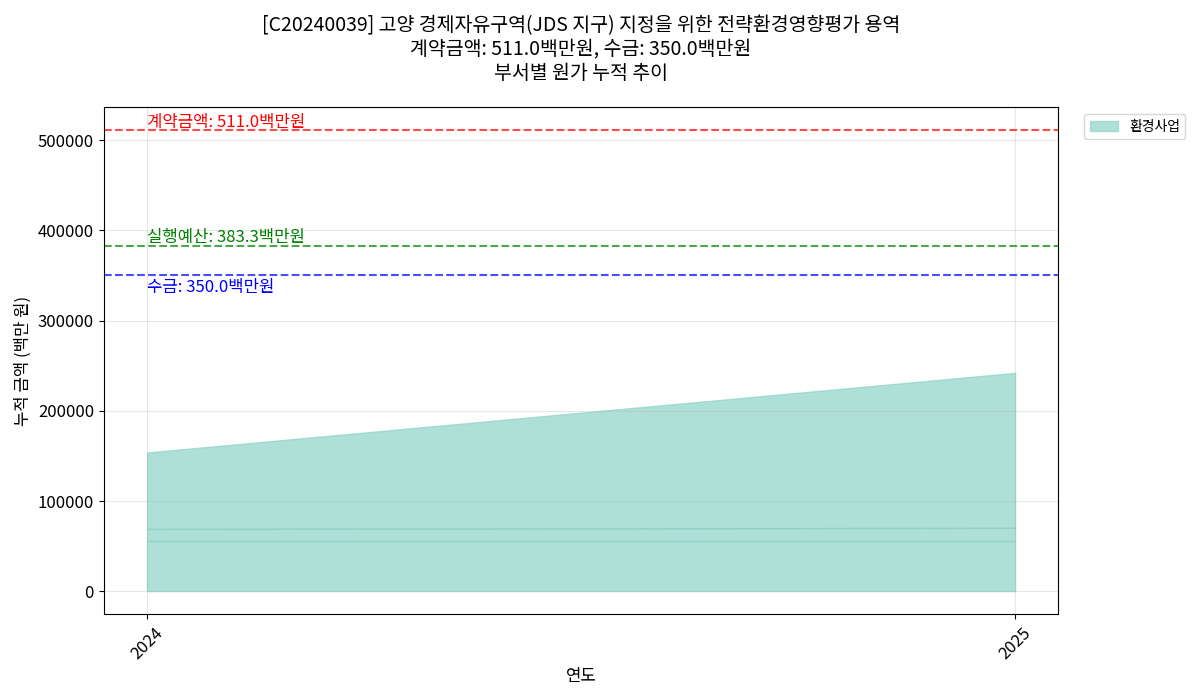 [C20240039] 고양 경제자유구역(JDS 지구) 지정을 위한 전략환경영향평가 용역
계약금액: 511.0백만원, 수금: 350.0백만원
부서별 원가 누적 추이
계약금액: 511.0백만원
실행예산: 383.3백만원
수금: 350.0백만원
환경사업
누적 금액 (백만 원)
500000
400000
300000
200000
100000
0
2024
2025
연도